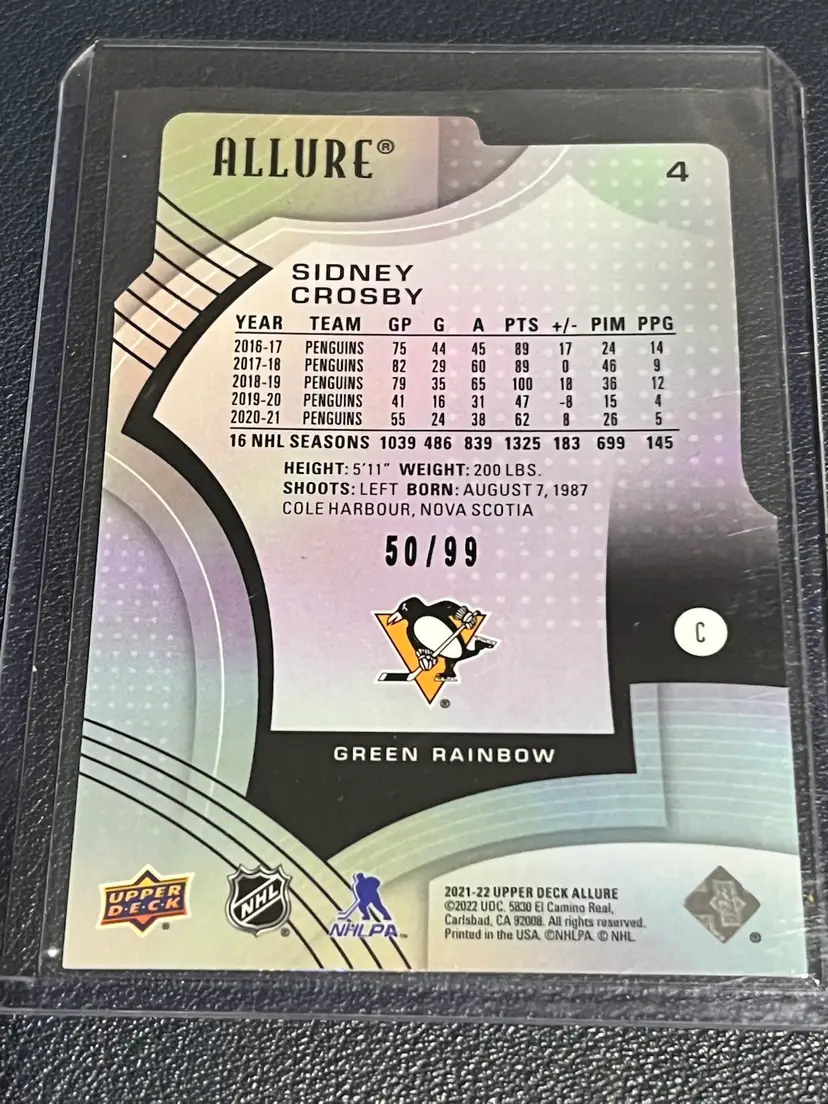 ALLURE®
4
SIDNEY
CROSBY
YEAR TEAM GP G A PTS +/- PIM PPG
2016-17 PENGUINS 75 44 45 89 17 24 14
2017-18 PENGUINS 82 29 60 89 0 46 9
2018-19 PENGUINS 79 35 65 100 18 36 12
2019-20 PENGUINS 41 16 31 47 -8 15 4
2020-21 PENGUINS 55 24 38 62 8 26 5
16 NHL SEASONS 1039 486 839 1325 183 699 145
HEIGHT: 5'11" WEIGHT: 200 LBS.
SHOOTS: LEFT BORN: AUGUST 7, 1987
COLE HARBOUR, NOVA SCOTIA
50/99
C
®
GREEN RAINBOW
UPPER
D·E·C·K
®
NHL
®
NHLPA™
2021-22 UPPER DECK ALLURE
©2022 UDC. 5830 El Camino Real,
Carlsbad, CA 92008. All rights reserved.
Printed in the USA. ©NHLPA. © NHL.
®